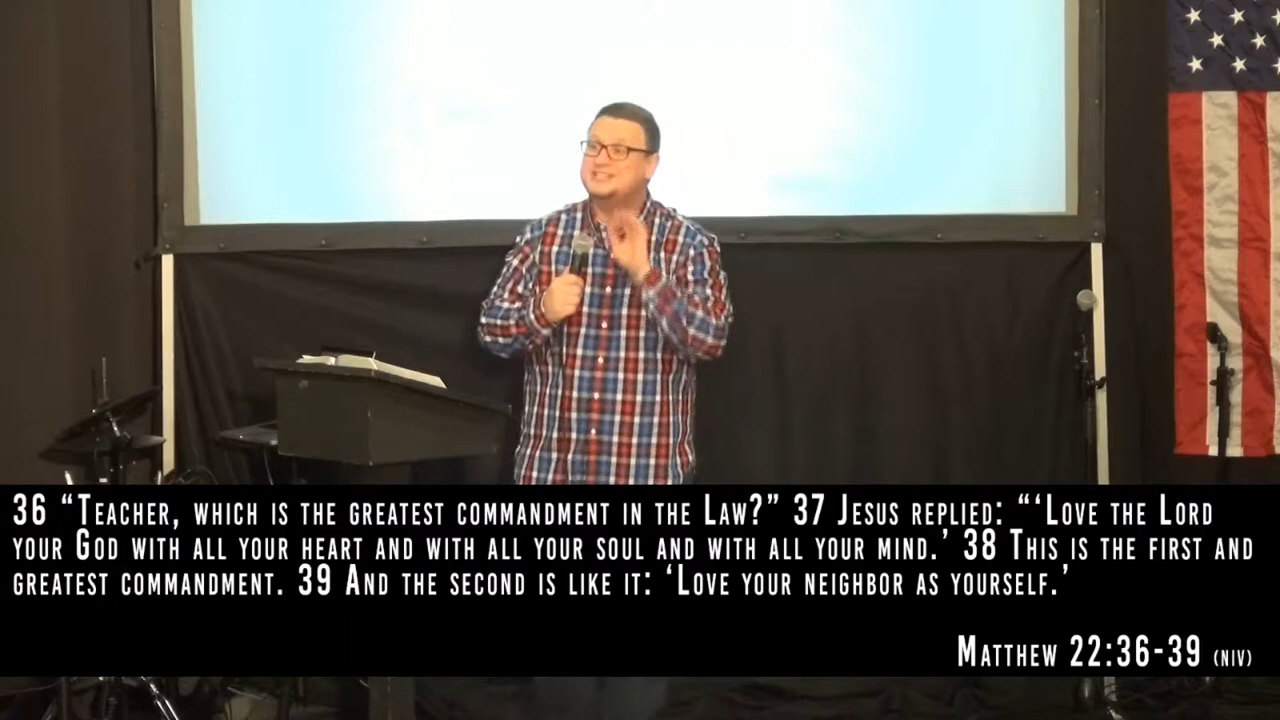 36 “Teacher, which is the greatest commandment in the Law?” 37 Jesus replied: “‘Love the Lord
your God with all your heart and with all your soul and with all your mind.’ 38 This is the first and
greatest commandment. 39 And the second is like it: ‘Love your neighbor as yourself.’
Matthew 22:36-39 (NIV)